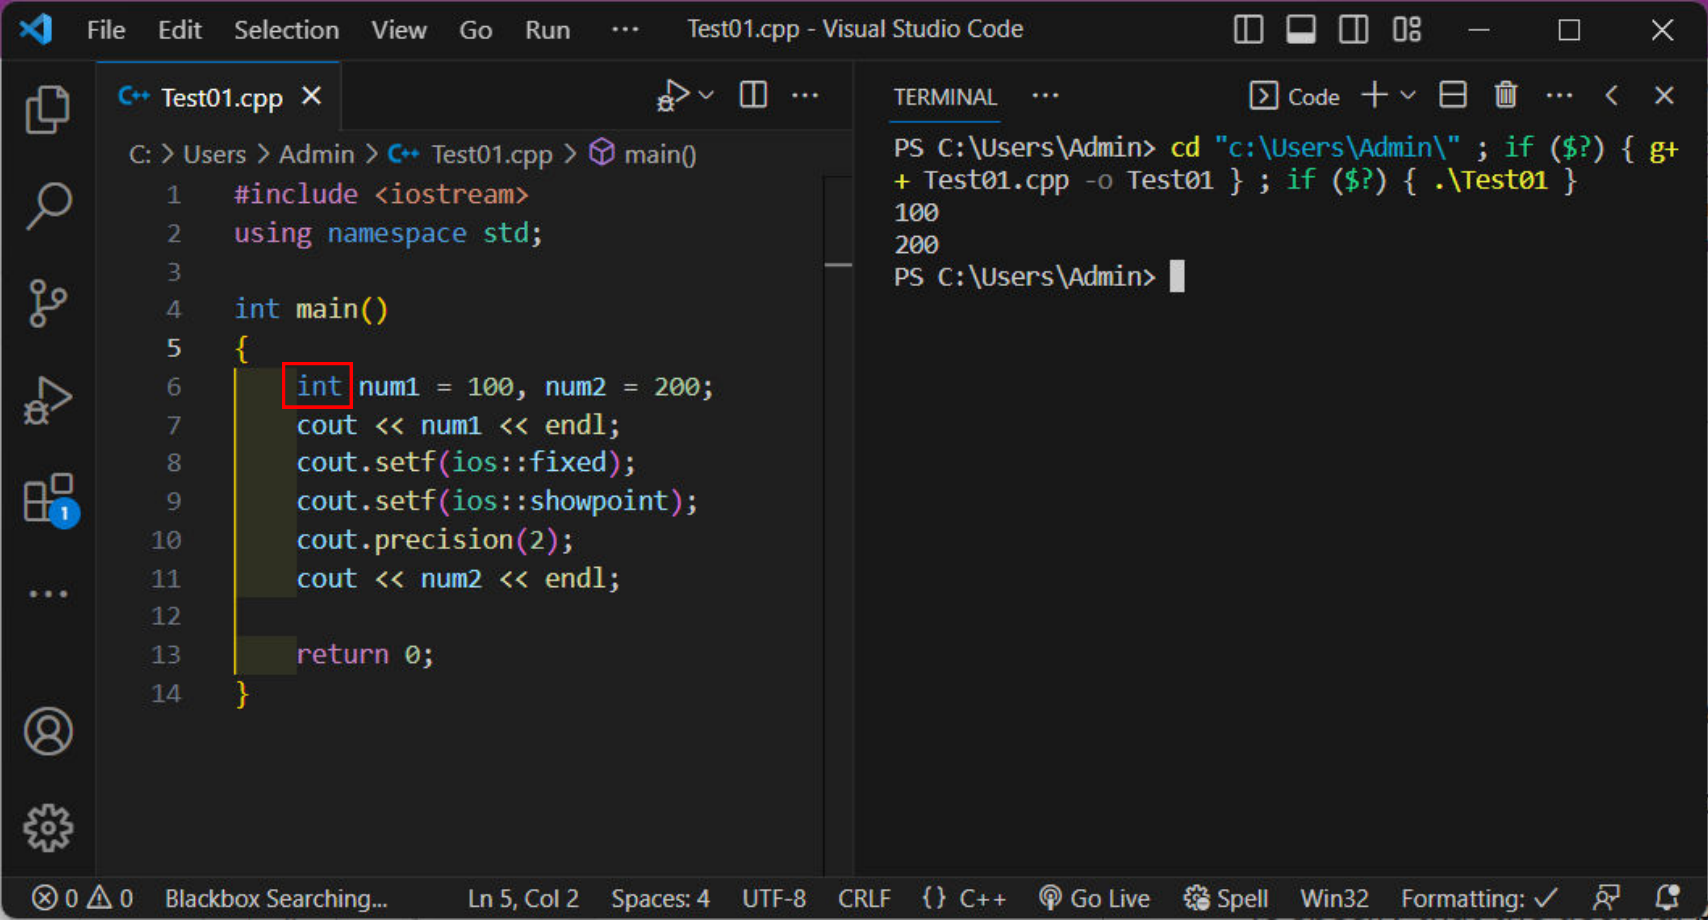 File Edit Selection View Go Run ··· Test01.cpp - Visual Studio Code
C++ Test01.cpp
C: > Users > Admin > C++ Test01.cpp > main()
1 #include <iostream>
2 using namespace std;
3
4 int main()
5 {
6     int num1 = 100, num2 = 200;
7     cout << num1 << endl;
8     cout.setf(ios::fixed);
9     cout.setf(ios::showpoint);
10     cout.precision(2);
11     cout << num2 << endl;
12
13     return 0;
14 }
TERMINAL ··· Code
PS C:\Users\Admin> cd "c:\Users\Admin\" ; if ($?) { g+
+ Test01.cpp -o Test01 } ; if ($?) { .\Test01 }
100
200
PS C:\Users\Admin>
1
0 0 Blackbox Searching... Ln 5, Col 2 Spaces: 4 UTF-8 CRLF {} C++ Go Live Spell Win32 Formatting: ✓